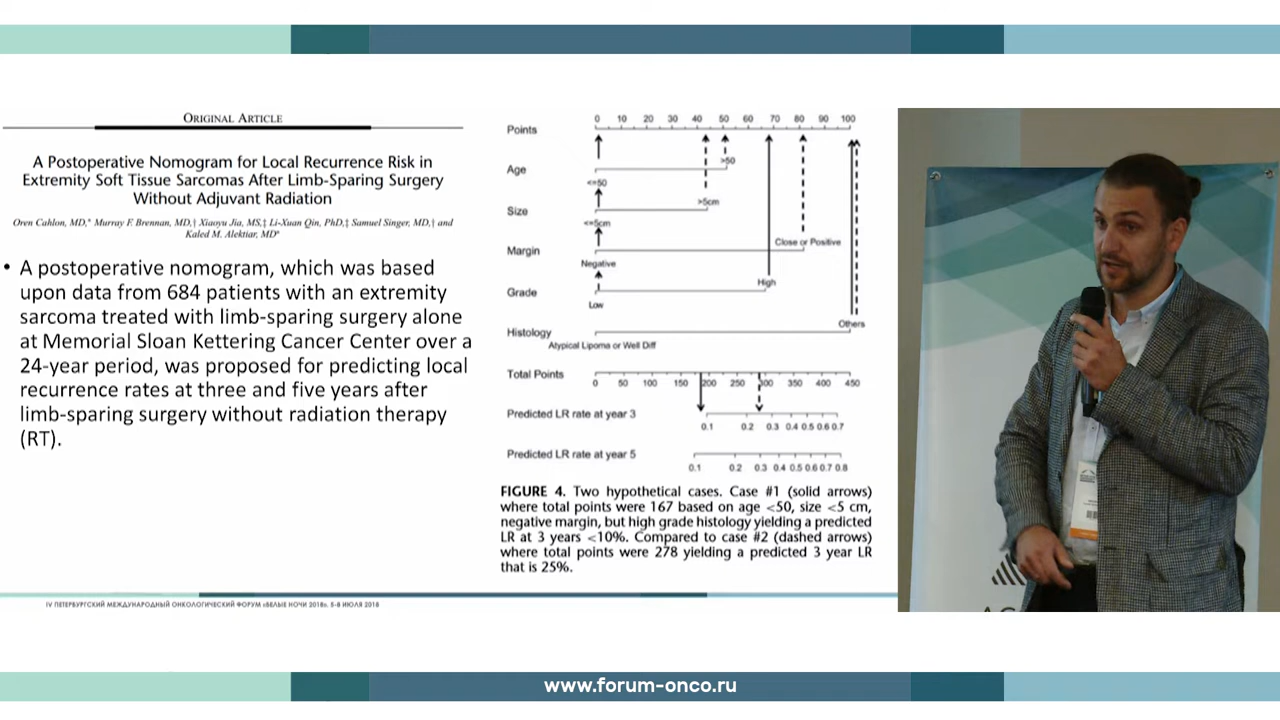 ORIGINAL ARTICLE
A Postoperative Nomogram for Local Recurrence Risk in
Extremity Soft Tissue Sarcomas After Limb-Sparing Surgery
Without Adjuvant Radiation
Oren Cahlon, MD,* Murray F. Brennan, MD,† Xiaoyu Jia, MS,‡ Li-Xuan Qin, PhD,‡ Samuel Singer, MD,† and
Kaled M. Alektiar, MD*
• A postoperative nomogram, which was based
upon data from 684 patients with an extremity
sarcoma treated with limb-sparing surgery alone
at Memorial Sloan Kettering Cancer Center over a
24-year period, was proposed for predicting local
recurrence rates at three and five years after
limb-sparing surgery without radiation therapy
(RT).
0 10 20 30 40 50 60 70 80 90 100
Points
>50
Age
<=50
>5cm
Size
<=5cm
Close or Positive
Margin
Negative
High
Grade
Low
Others
Histology
Atypical Lipoma or Well Diff
Total Points
0 50 100 150 200 250 300 350 400 450
Predicted LR rate at year 3
0.1 0.2 0.3 0.4 0.5 0.6 0.7
Predicted LR rate at year 5
0.1 0.2 0.3 0.4 0.5 0.6 0.7 0.8
FIGURE 4. Two hypothetical cases. Case #1 (solid arrows)
where total points were 167 based on age <50, size <5 cm,
negative margin, but high grade histology yielding a predicted
LR at 3 years <10%. Compared to case #2 (dashed arrows)
where total points were 278 yielding a predicted 3 year LR
that is 25%.
IV ПЕТЕРБУРГСКИЙ МЕЖДУНАРОДНЫЙ ОНКОЛОГИЧЕСКИЙ ФОРУМ «БЕЛЫЕ НОЧИ 2018». 5-8 ИЮЛЯ 2018
www.forum-onco.ru